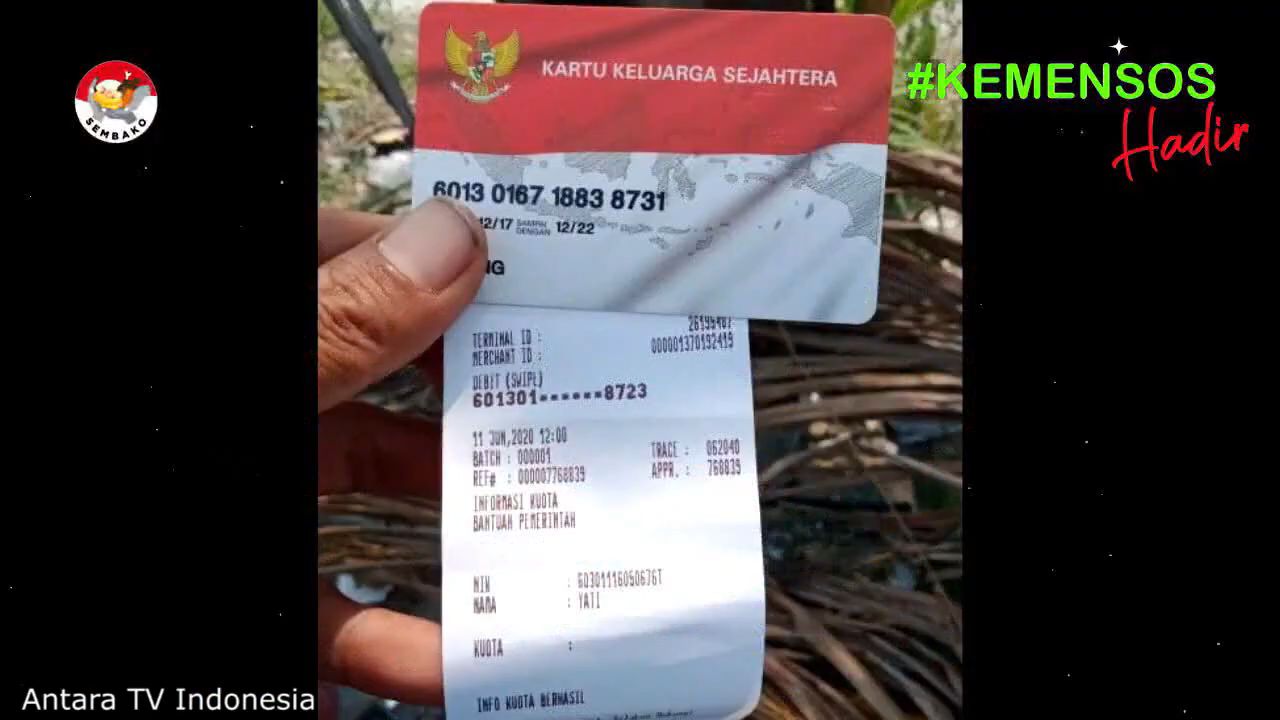 SEMBAKO
#KEMENSOS
Hadir
KARTU KELUARGA SEJAHTERA
6013 0167 1883 8731
12/17 SAMPAI DENGAN 12/22
NG
TERMINAL ID :
MERCHANT ID : 000001370192419
DEBIT (SWIPE)
601301******8723
11 JUN,2020 12:00
BATCH : 000001 TRACE : 062040
REF# : 000007768839 APPR. : 768839
INFORMASI KUOTA
BANTUAN PEMERINTAH
NIK : 603011160506761
NAMA : YATI
KUOTA :
INFO KUOTA BERHASIL
Antara TV Indonesia